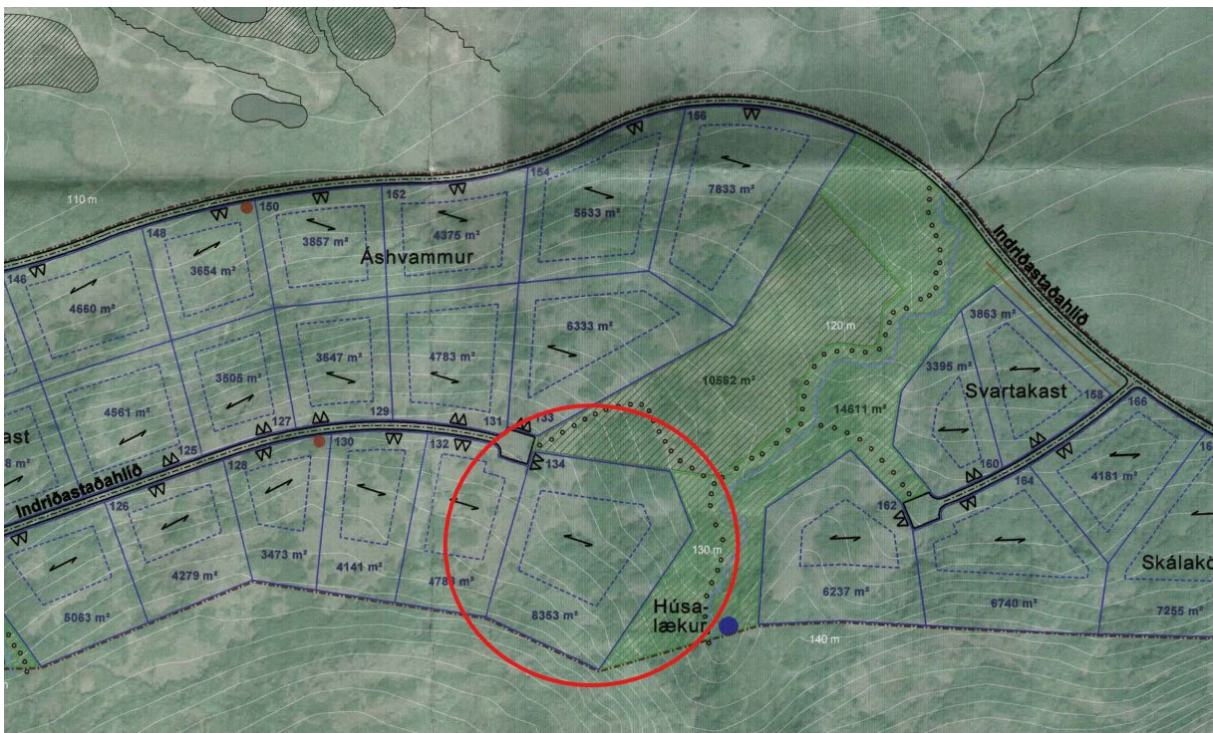 156
154
7833 m²
110 m
152
5633 m²
150
148
4375 m²
3857 m²
3654 m²
Áshvammur
Indriðastaðahlíð
146
4660 m²
3863 m²
6333 m²
120 m
3647 m²
4783 m²
3395 m²
3505 m²
10562 m²
Svartakast
158
166
4561 m²
14611 m²
129
131
133
127
ast
130
132
125
134
160
128
4181 m²
Indriðastaðahlíð
164
162
126
130 m
3473 m²
4141 m²
Skálakö
4279 m²
5063 m²
8353 m²
6237 m²
6740 m²
7255 m²
Húsa-
lækur
140 m